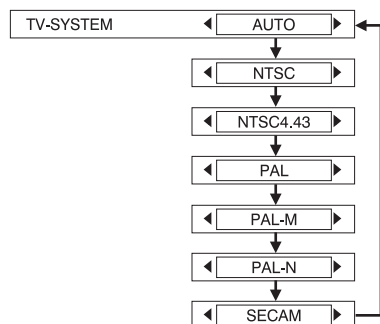 TV-SYSTEM AUTO
NTSC
NTSC4.43
PAL
PAL-M
PAL-N
SECAM